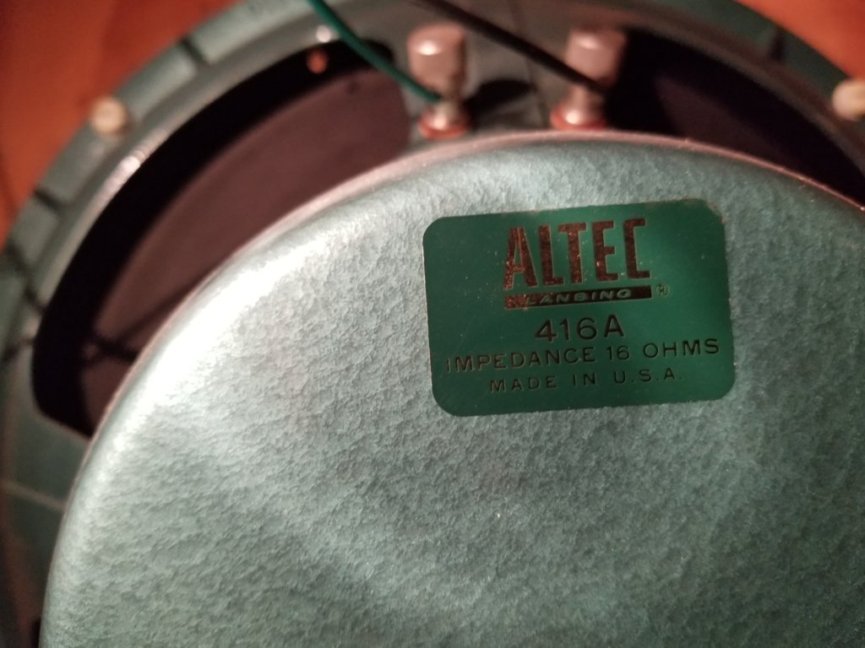 ALTEC
LANSING ®
416A
IMPEDANCE 16 OHMS
MADE IN U.S.A.